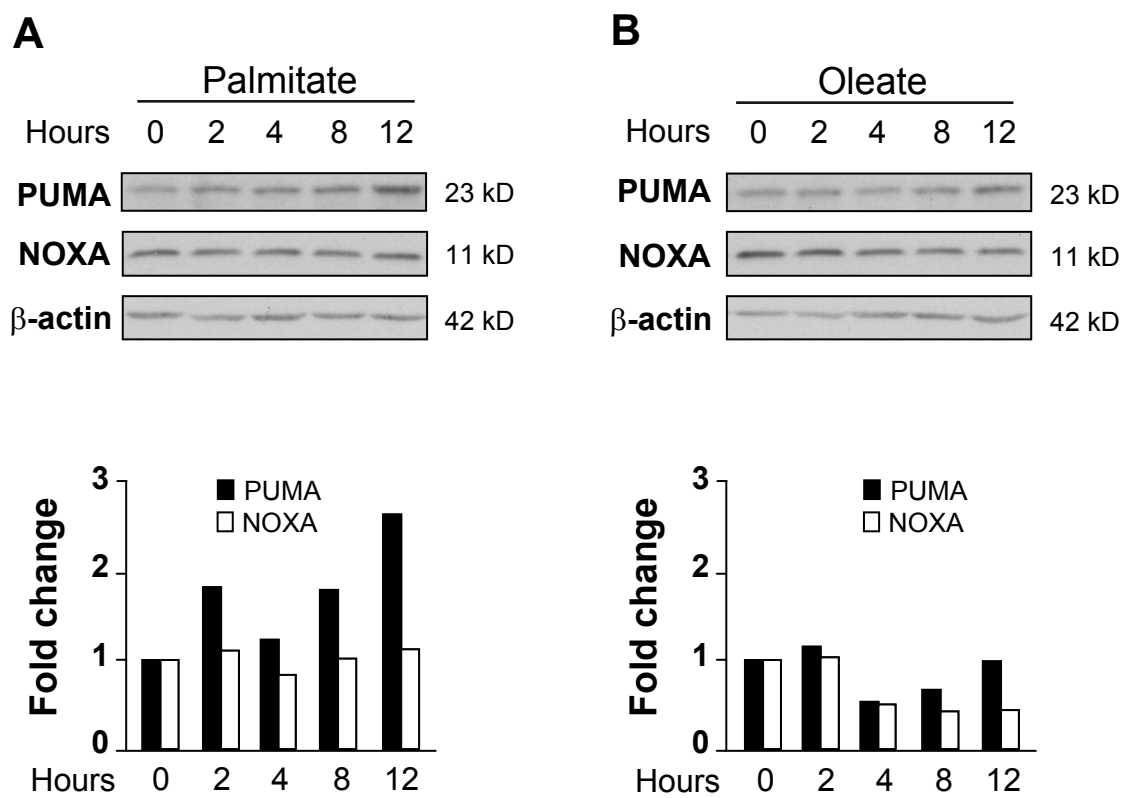 A
Palmitate
Hours 0 2 4 8 12
PUMA 23 kD
NOXA 11 kD
β-actin 42 kD
3
2
1
0
Fold change
PUMA
NOXA
Hours 0 2 4 8 12
B
Oleate
Hours 0 2 4 8 12
PUMA 23 kD
NOXA 11 kD
β-actin 42 kD
3
2
1
0
Fold change
PUMA
NOXA
Hours 0 2 4 8 12